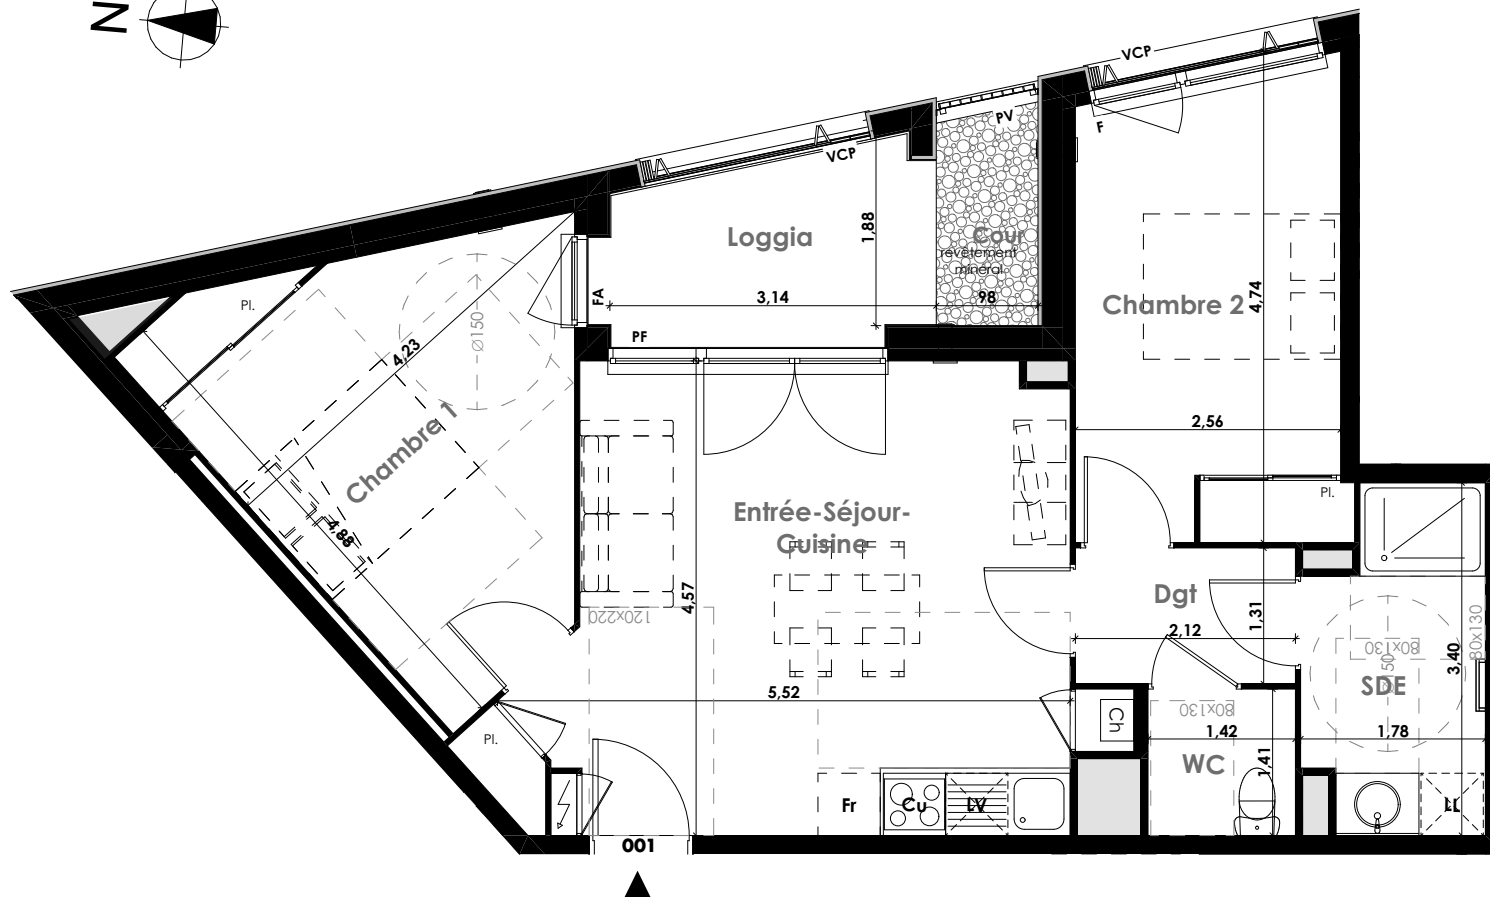 N
VCP
PV
F
VCP
Loggia
1,88
Cour
revêtement
minéral
Pl.
FA
3,14
98
Chambre 2
4,74
Ø150
4,23
PF
Chambre 1
2,56
4,88
Entrée-Séjour-
Cuisine
Pl.
4,57
120x220
Dgt
1,31
2,12
80x130
80x130
3,40
Ø150
SDE
5,52
Ch
80x130
1,42
1,78
Pl.
WC
1,41
Fr
Cu
LV
LL
001